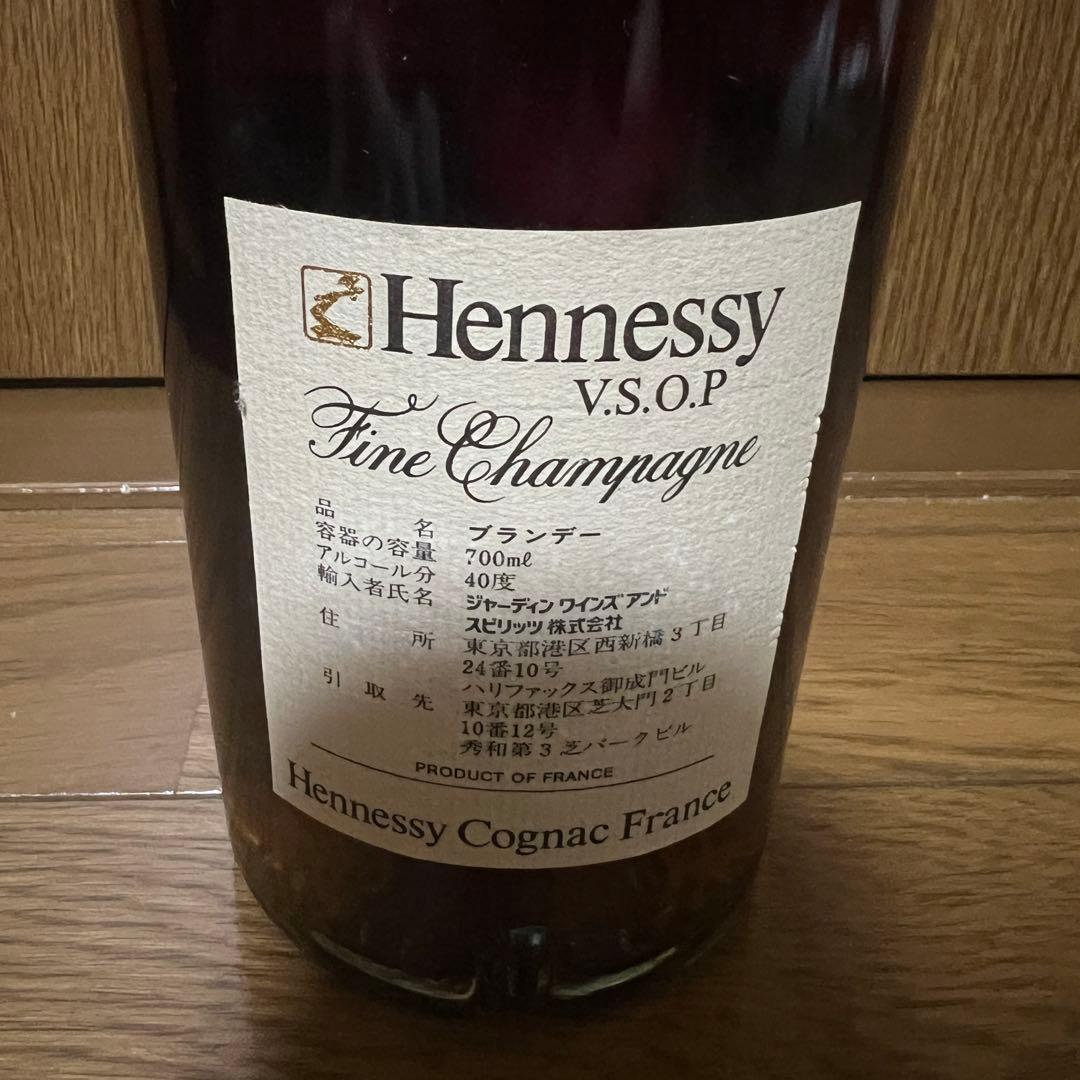 Hennessy
V.S.O.P
Fine Champagne
品名 ブランデー
容器の容量 700mℓ
アルコール分 40度
輸入者氏名 ジャーディン ワインズ アンド
スピリッツ 株式会社
住所 東京都港区西新橋3丁目
24番10号
ハリファックス御成門ビル
引取先 東京都港区芝大門2丁目
10番12号
秀和第3芝パークビル
PRODUCT OF FRANCE
Hennessy Cognac France